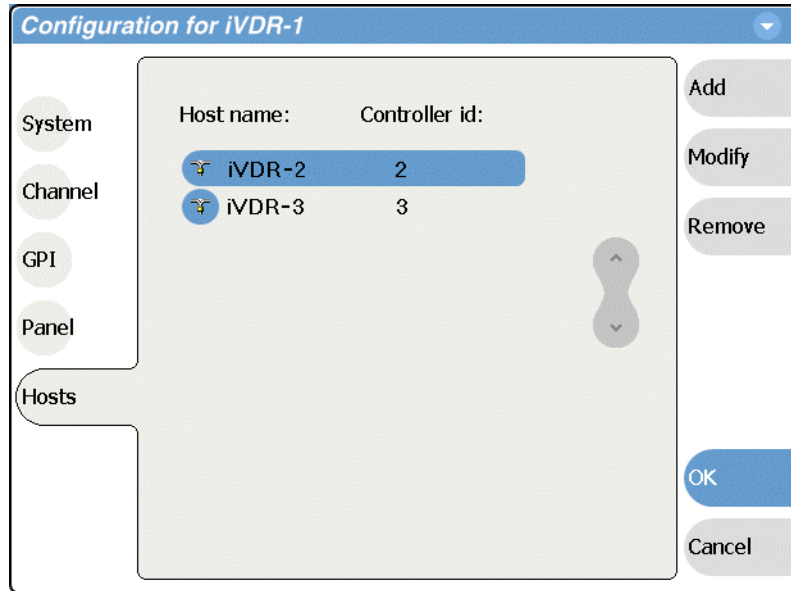 Configuration for iVDR-1
System
Channel
GPI
Panel
Hosts
Host name: Controller id:
iVDR-2 2
iVDR-3 3
Add
Modify
Remove
OK
Cancel